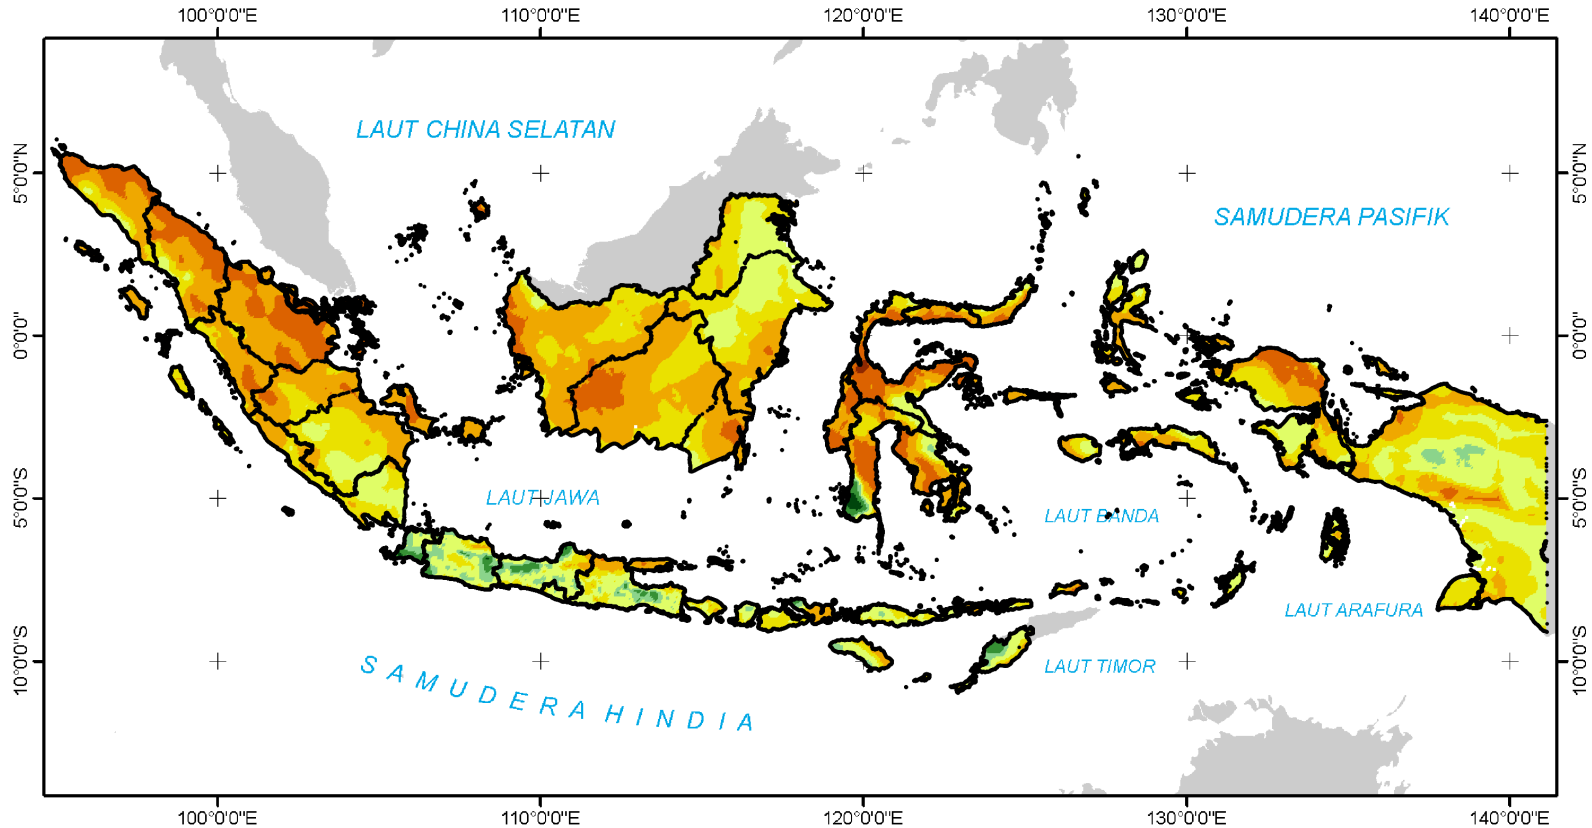 100°0'0"E 110°0'0"E 120°0'0"E 130°0'0"E 140°0'0"E
LAUT CHINA SELATAN
5°0'0"N 5°0'0"N
SAMUDERA PASIFIK
0°0'0" 0°0'0"
LAUT JAWA
5°0'0"S 5°0'0"S
LAUT BANDA
LAUT ARAFURA
10°0'0"S 10°0'0"S
LAUT TIMOR
SAMUDERA HINDIA
100°0'0"E 110°0'0"E 120°0'0"E 130°0'0"E 140°0'0"E